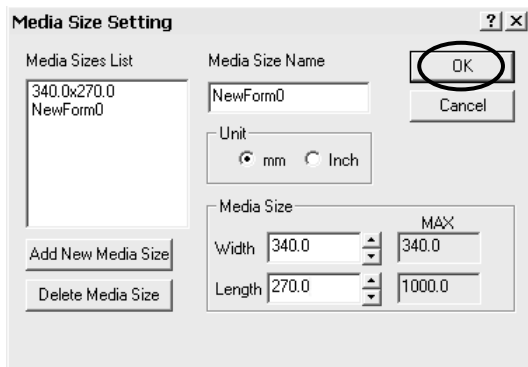 Media Size Setting
? ×
Media Sizes List
340.0x270.0
NewForm0
Add New Media Size
Delete Media Size
Media Size Name
NewForm0
Unit
mm Inch
Media Size
MAX
Width 340.0 340.0
Length 270.0 1000.0
OK
Cancel